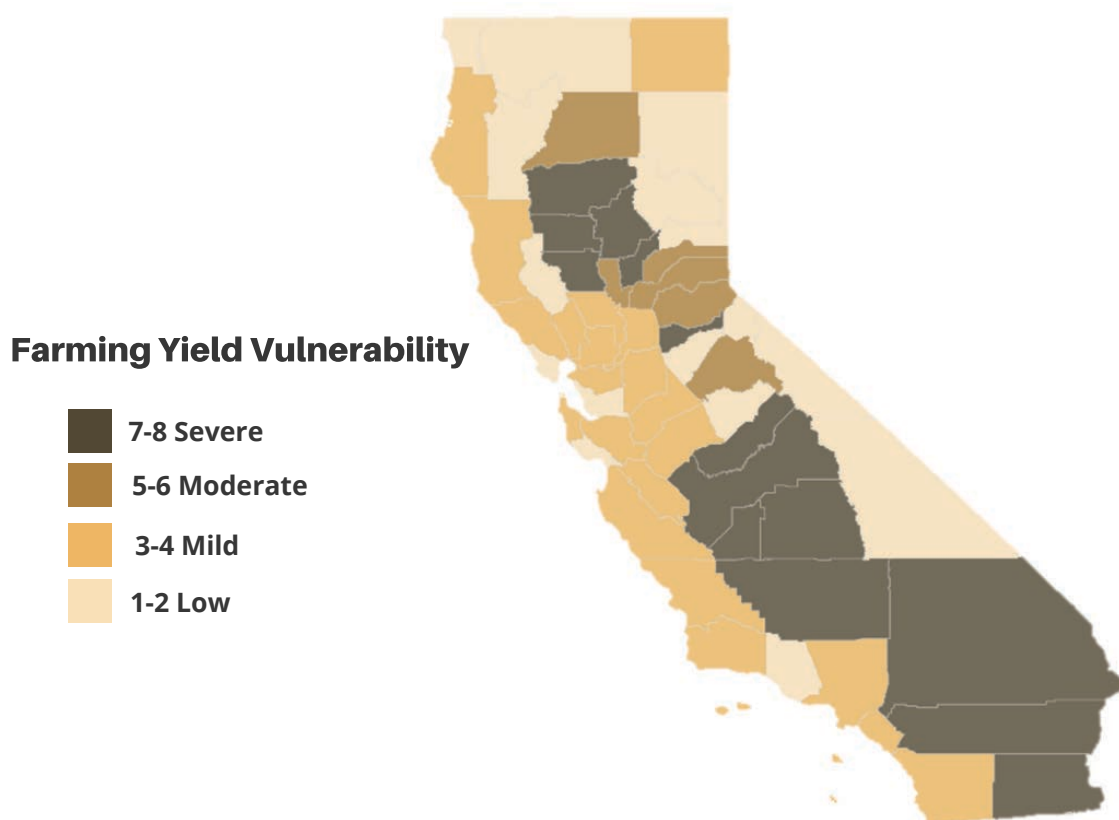 Farming Yield Vulnerability
7-8 Severe
5-6 Moderate
3-4 Mild
1-2 Low